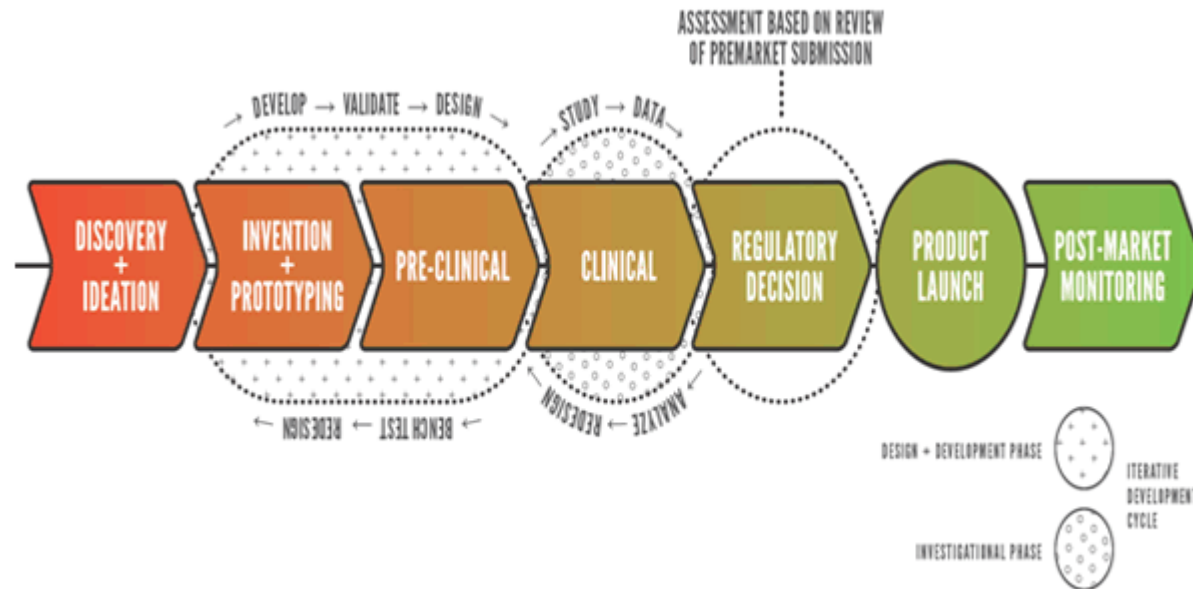 ASSESSMENT BASED ON REVIEW
OF PREMARKET SUBMISSION
→ DEVELOP → VALIDATE → DESIGN →
→ STUDY → DATA →
DISCOVERY
+
IDEATION
INVENTION
+
PROTOTYPING
PRE-CLINICAL
CLINICAL
REGULATORY
DECISION
PRODUCT
LAUNCH
POST-MARKET
MONITORING
← BENCH TEST ← REDESIGN ←
← ANALYZE ← REDESIGN ←
DESIGN + DEVELOPMENT PHASE
ITERATIVE
DEVELOPMENT
CYCLE
INVESTIGATIONAL PHASE